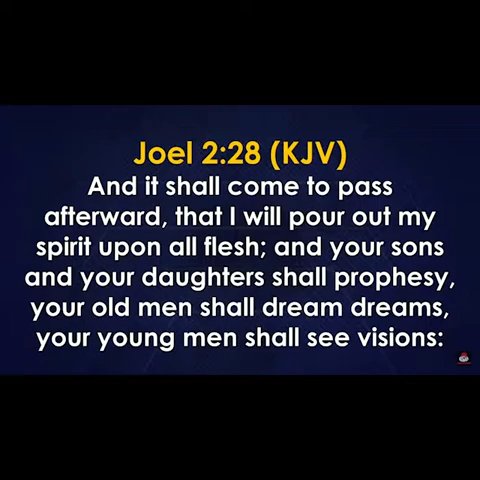 Joel 2:28 (KJV)
And it shall come to pass
afterward, that I will pour out my
spirit upon all flesh; and your sons
and your daughters shall prophesy,
your old men shall dream dreams,
your young men shall see visions: